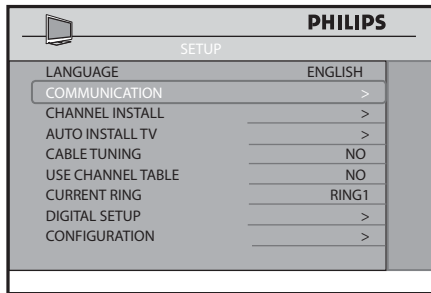 PHILIPS
SETUP
LANGUAGE ENGLISH
COMMUNICATION >
CHANNEL INSTALL >
AUTO INSTALL TV >
CABLE TUNING NO
USE CHANNEL TABLE NO
CURRENT RING RING1
DIGITAL SETUP >
CONFIGURATION >